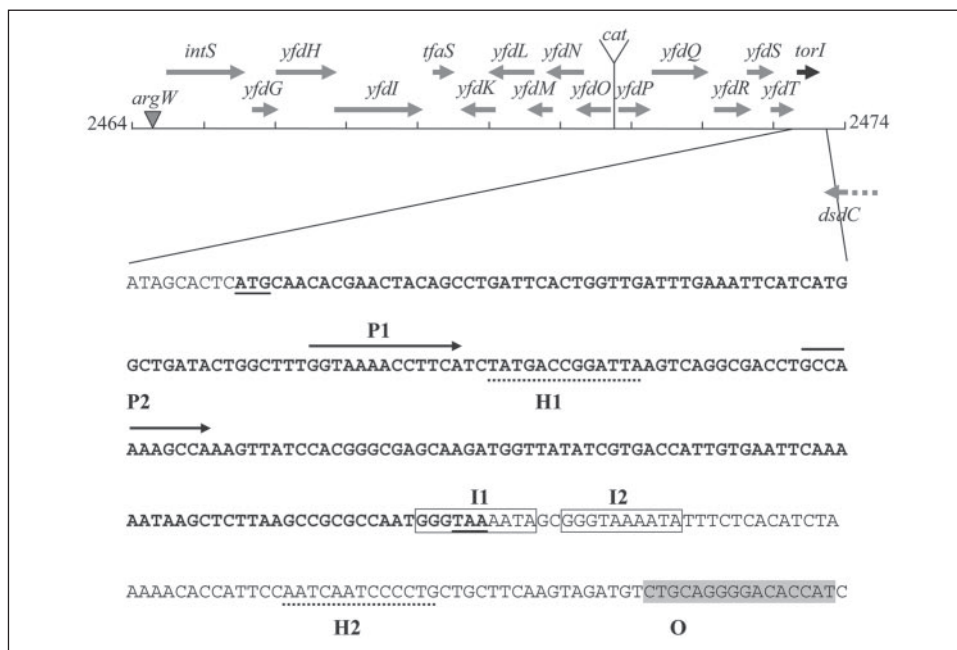 intS yfdH tfaS yfdL yfdN cat yfdQ yfdS torI
argW yfdG yfdI yfdK yfdM yfdO yfdP yfdR yfdT
2464 2474
dsdC
ATAGCACTCATGCAACACGAACTACAGCCTGATTCACTGGTTGATTTGAAATTCATCATG
P1
GCTGATACTGGCTTTGGTAAAACCTTCATCTATGACCGGATTAAGTCAGGCGACCTGCCA
P2 H1
AAAGCCAAAGTTATCCACGGGCGAGCAAGATGGTTATATCGTGACCATTGTGAATTCAAA
I1 I2
AATAAGCTCTTAAGCCGCGCCAATGGGTAAAATAGCGGGTAAAATATTTCTCACATCTA
AAAACACCATTCCAATCAATCCCCTGCTGCTTCAAGTAGATGTCTGCAGGGGACACCATC
H2 O